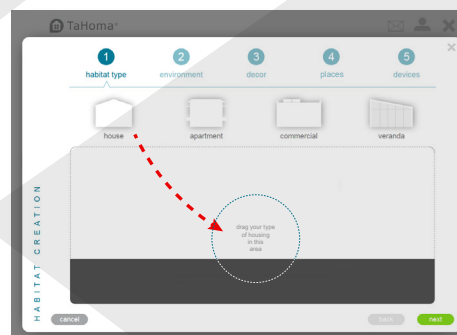 TaHoma®
1 2 3 4 5
habitat type environment decor places devices
house apartment commercial veranda
drag your type
of housing
in this
area
HABITAT CREATION
cancel back next